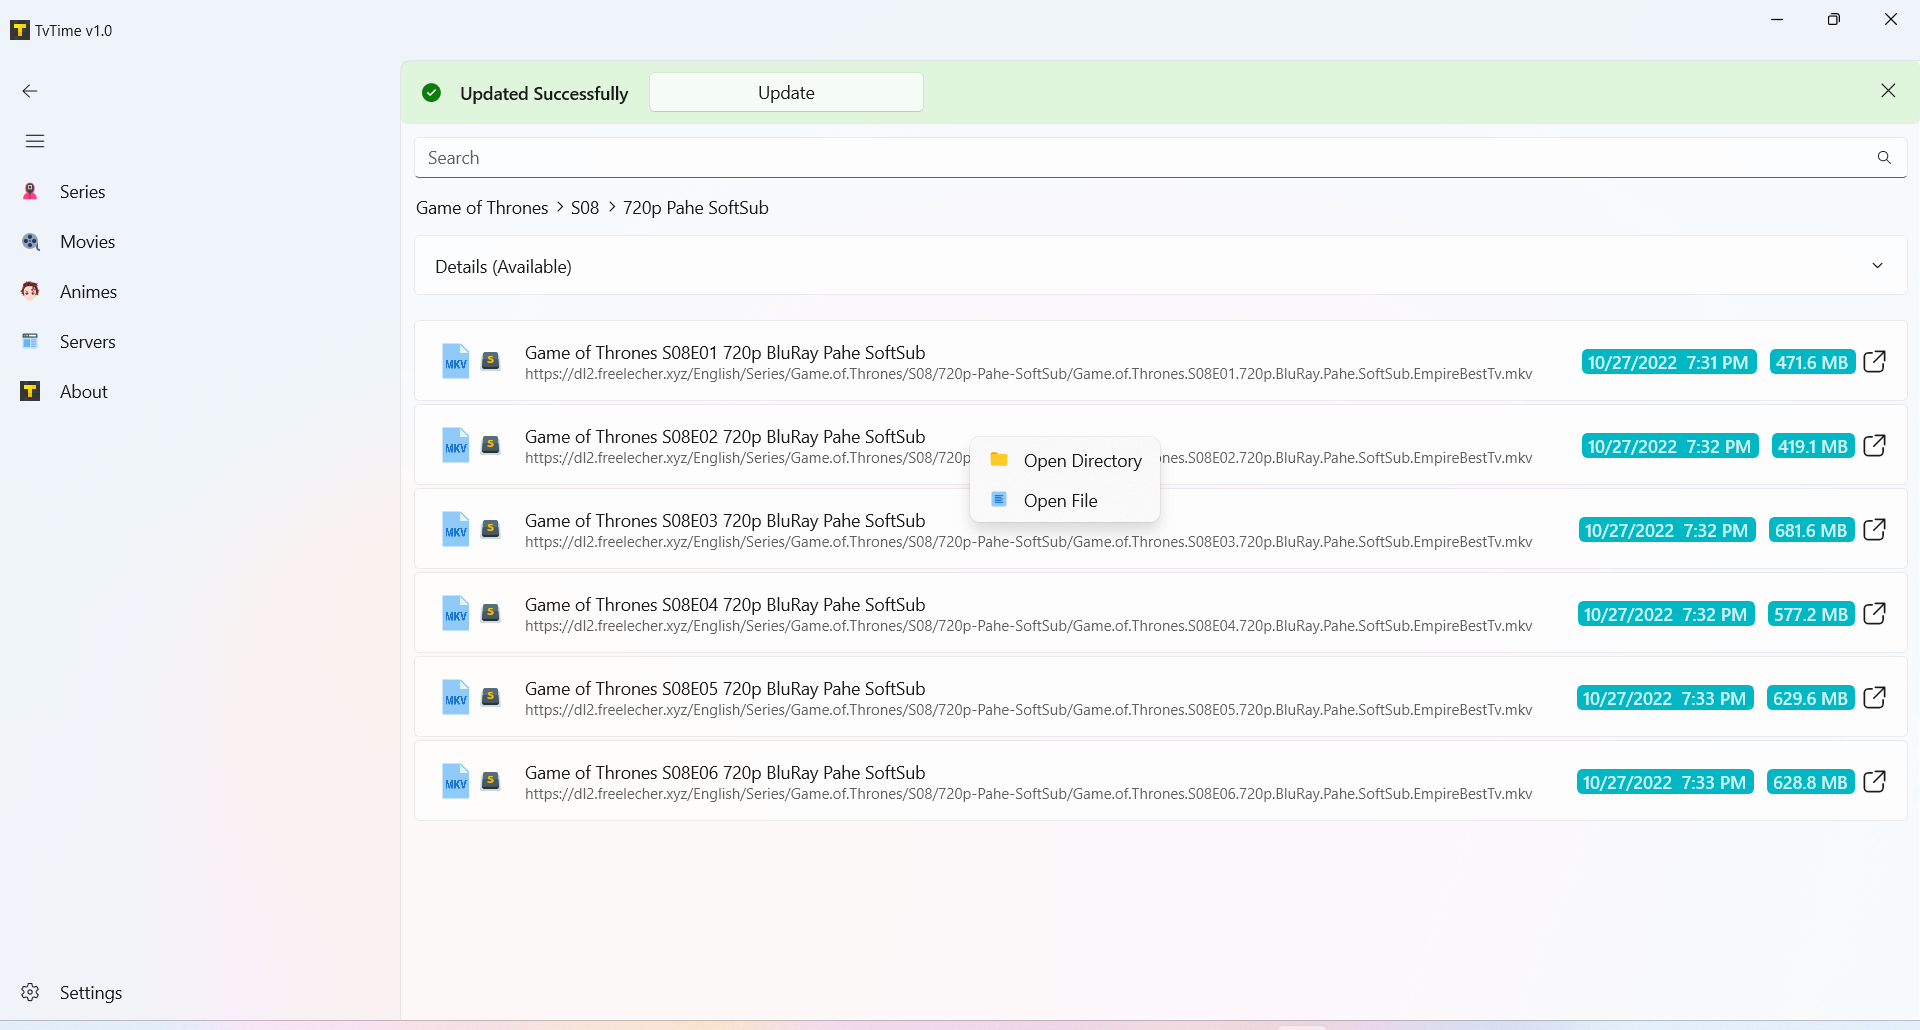 TvTime v1.0
Updated Successfully
Update
Search
Series
Movies
Animes
Servers
About
Settings
Game of Thrones > S08 > 720p Pahe SoftSub
Details (Available)
MKV S Game of Thrones S08E01 720p BluRay Pahe SoftSub
https://dl2.freelecher.xyz/English/Series/Game.of.Thrones/S08/720p-Pahe-SoftSub/Game.of.Thrones.S08E01.720p.BluRay.Pahe.SoftSub.EmpireBestTv.mkv
10/27/2022 7:31 PM 471.6 MB
MKV S Game of Thrones S08E02 720p BluRay Pahe SoftSub
https://dl2.freelecher.xyz/English/Series/Game.of.Thrones/S08/720p
nes.S08E02.720p.BluRay.Pahe.SoftSub.EmpireBestTv.mkv
10/27/2022 7:32 PM 419.1 MB
Open Directory
Open File
MKV S Game of Thrones S08E03 720p BluRay Pahe SoftSub
https://dl2.freelecher.xyz/English/Series/Game.of.Thrones/S08/720p-Pahe-SoftSub/Game.of.Thrones.S08E03.720p.BluRay.Pahe.SoftSub.EmpireBestTv.mkv
10/27/2022 7:32 PM 681.6 MB
MKV S Game of Thrones S08E04 720p BluRay Pahe SoftSub
https://dl2.freelecher.xyz/English/Series/Game.of.Thrones/S08/720p-Pahe-SoftSub/Game.of.Thrones.S08E04.720p.BluRay.Pahe.SoftSub.EmpireBestTv.mkv
10/27/2022 7:32 PM 577.2 MB
MKV S Game of Thrones S08E05 720p BluRay Pahe SoftSub
https://dl2.freelecher.xyz/English/Series/Game.of.Thrones/S08/720p-Pahe-SoftSub/Game.of.Thrones.S08E05.720p.BluRay.Pahe.SoftSub.EmpireBestTv.mkv
10/27/2022 7:33 PM 629.6 MB
MKV S Game of Thrones S08E06 720p BluRay Pahe SoftSub
https://dl2.freelecher.xyz/English/Series/Game.of.Thrones/S08/720p-Pahe-SoftSub/Game.of.Thrones.S08E06.720p.BluRay.Pahe.SoftSub.EmpireBestTv.mkv
10/27/2022 7:33 PM 628.8 MB